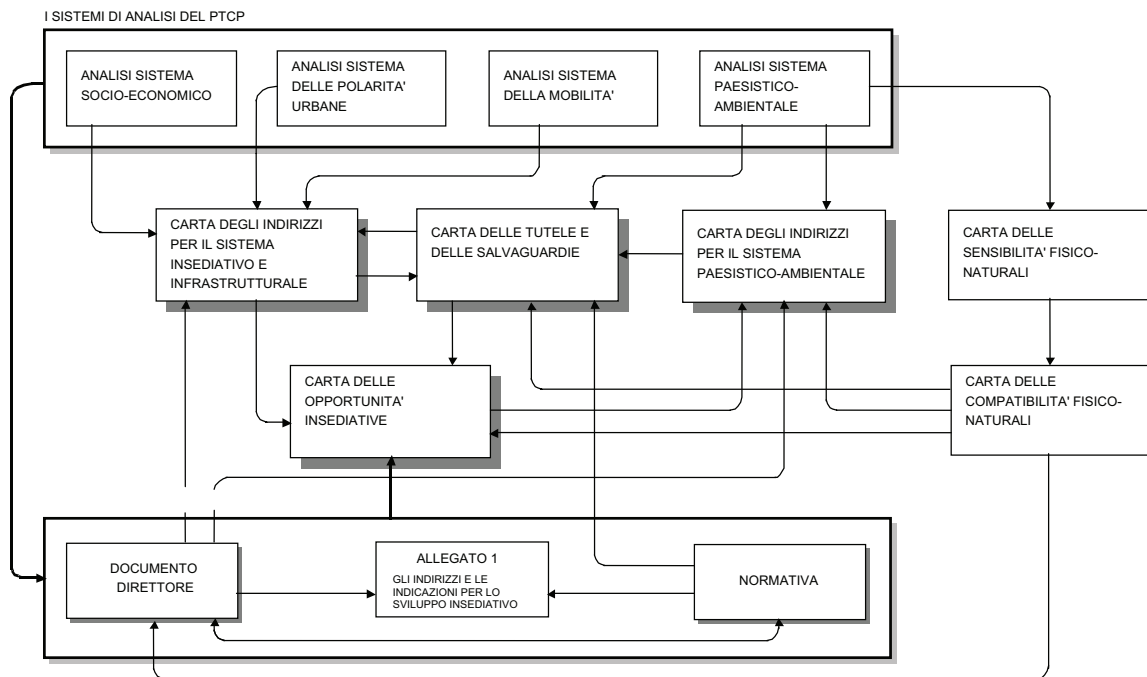 I SISTEMI DI ANALISI DEL PTCP
ANALISI SISTEMA
SOCIO-ECONOMICO
ANALISI SISTEMA
DELLE POLARITA'
URBANE
ANALISI SISTEMA
DELLA MOBILITA'
ANALISI SISTEMA
PAESISTICO-
AMBIENTALE
CARTA DEGLI INDIRIZZI
PER IL SISTEMA
INSEDIATIVO E
INFRASTRUTTURALE
CARTA DELLE TUTELE E
DELLE SALVAGUARDIE
CARTA DEGLI INDIRIZZI
PER IL SISTEMA
PAESISTICO-AMBIENTALE
CARTA DELLE
SENSIBILITA' FISICO-
NATURALI
CARTA DELLE
OPPORTUNITA'
INSEDIATIVE
CARTA DELLE
COMPATIBILITA' FISICO-
NATURALI
DOCUMENTO
DIRETTORE
ALLEGATO 1
GLI INDIRIZZI E LE
INDICAZIONI PER LO
SVILUPPO INSEDIATIVO
NORMATIVA